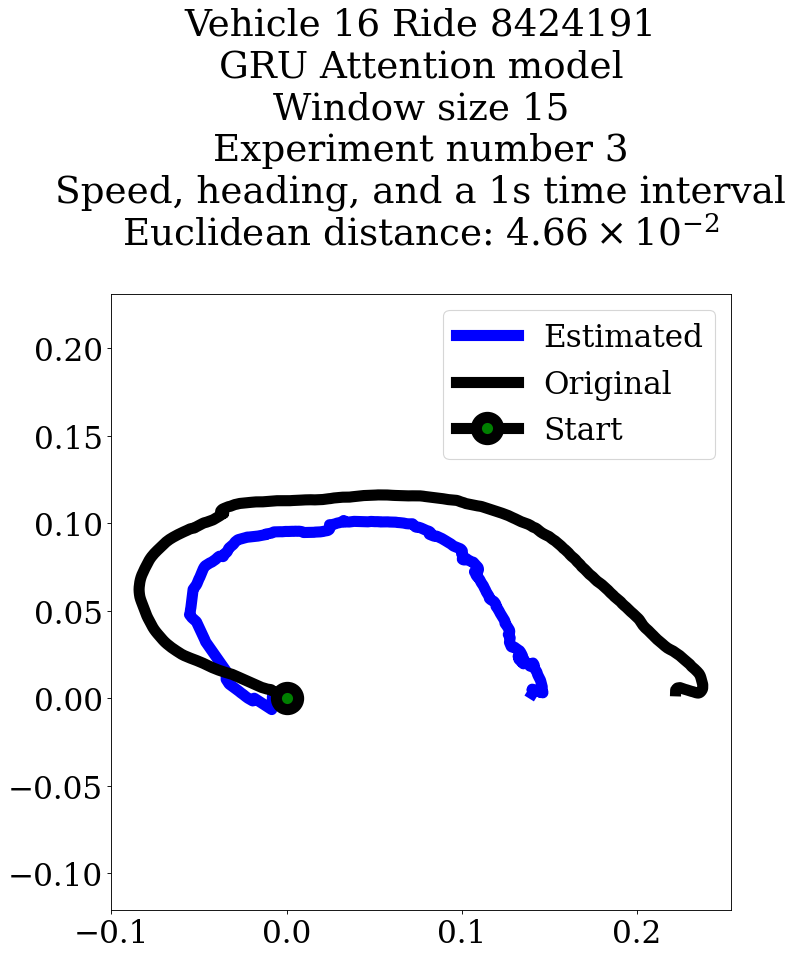 Vehicle 16 Ride 8424191
GRU Attention model
Window size 15
Experiment number 3
Speed, heading, and a 1s time interval
Euclidean distance: 4.66 × 10⁻²
Estimated
Original
Start
0.20
0.15
0.10
0.05
0.00
−0.05
−0.10
−0.1 0.0 0.1 0.2